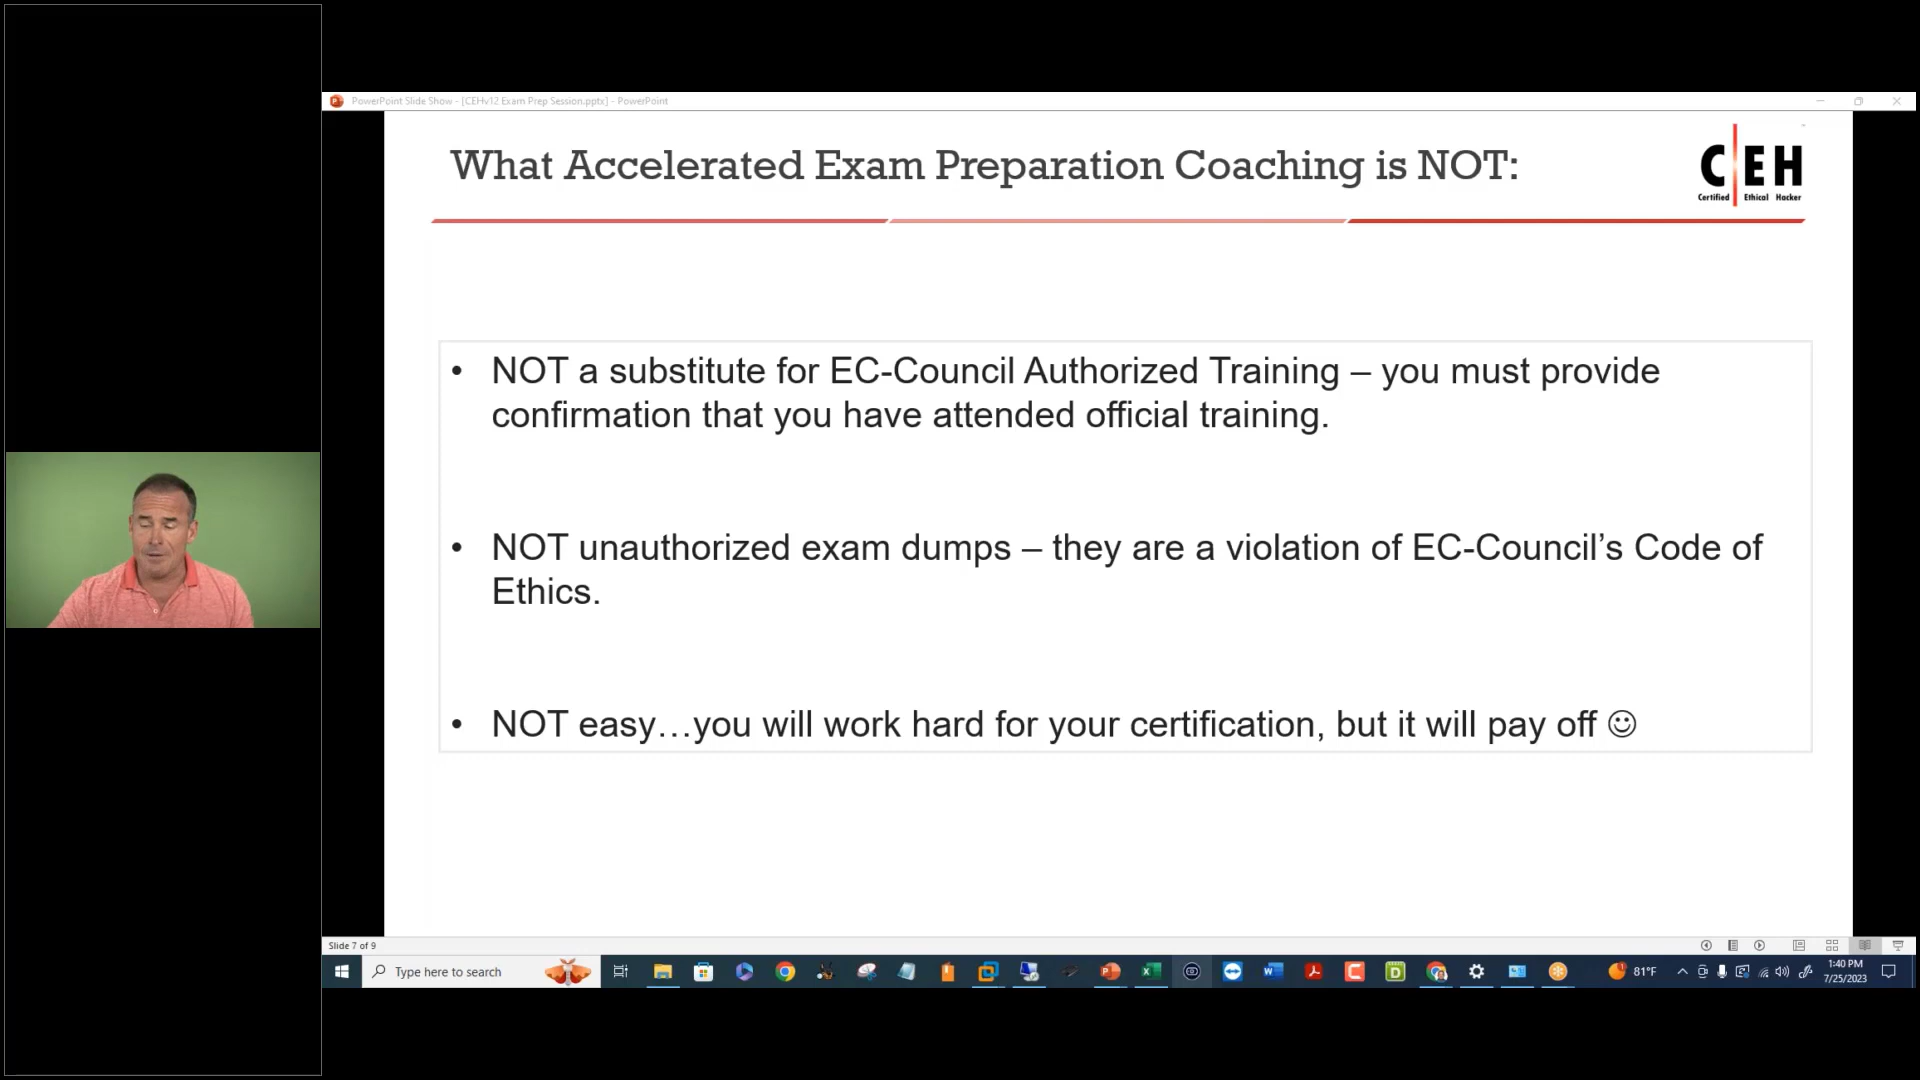 PowerPoint Slide Show - [CEHv12 Exam Prep Session.pptx] - PowerPoint
What Accelerated Exam Preparation Coaching is NOT:
C EH
Certified Ethical Hacker
• NOT a substitute for EC-Council Authorized Training – you must provide
confirmation that you have attended official training.
• NOT unauthorized exam dumps – they are a violation of EC-Council’s Code of
Ethics.
• NOT easy…you will work hard for your certification, but it will pay off ☺
Slide 7 of 9
Type here to search
81°F
1:40 PM
7/25/2023